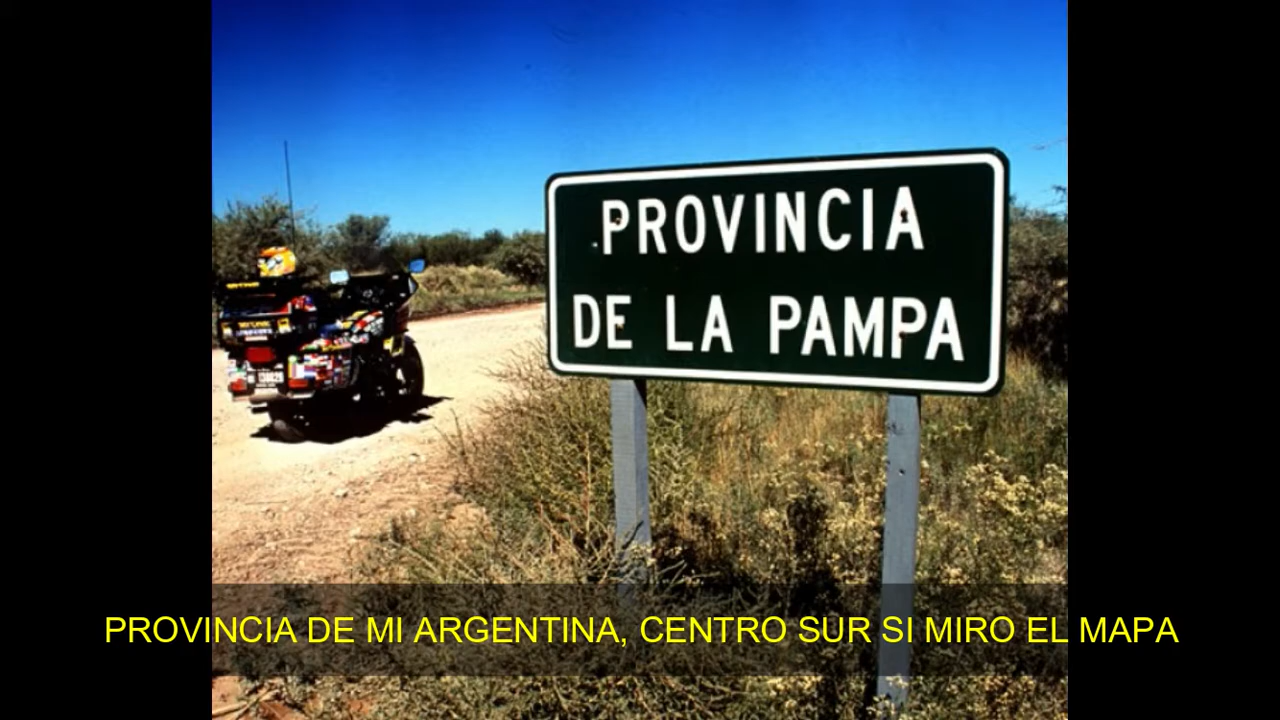 PROVINCIA
DE LA PAMPA
PROVINCIA DE MI ARGENTINA, CENTRO SUR SI MIRO EL MAPA